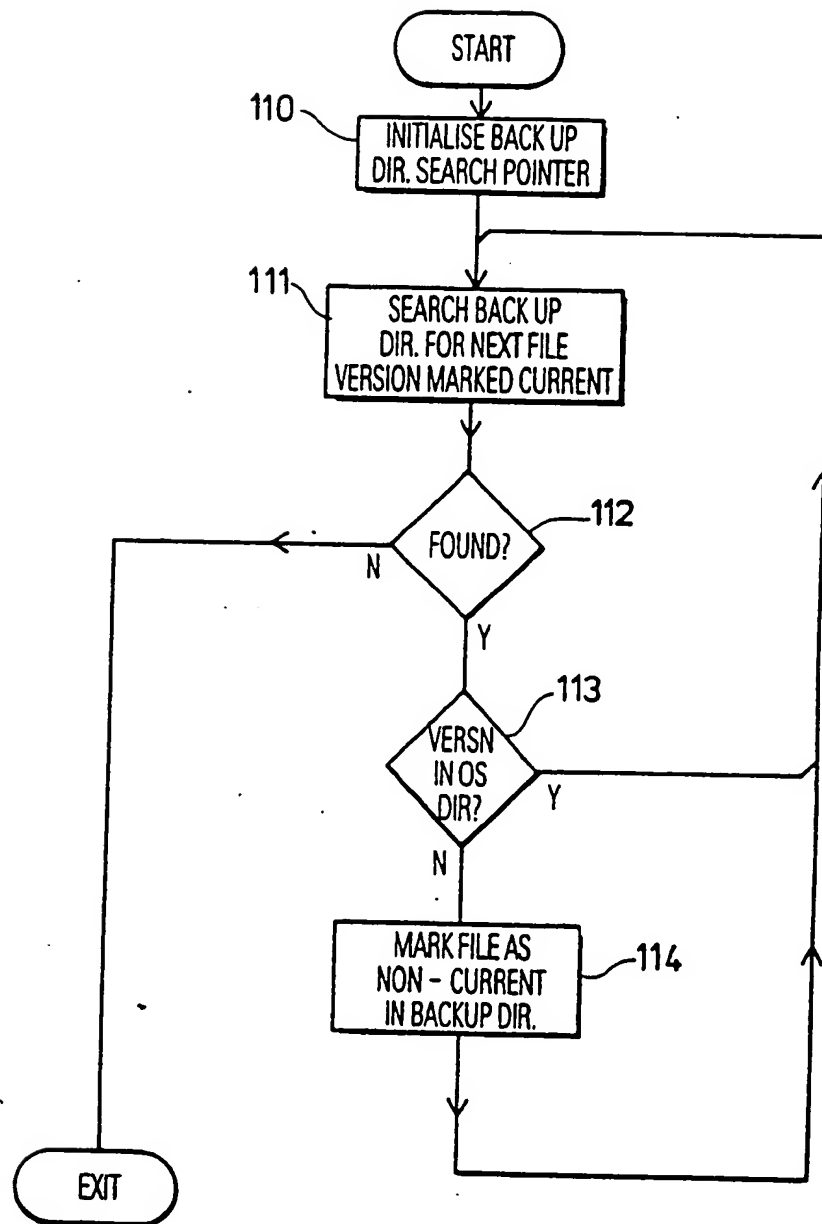 START
110
INITIALISE BACK UP
DIR. SEARCH POINTER
111
SEARCH BACK UP
DIR. FOR NEXT FILE
VERSION MARKED CURRENT
112
FOUND?
N
Y
113
VERSN
IN OS
DIR?
Y
N
MARK FILE AS
NON - CURRENT
IN BACKUP DIR.
114
EXIT